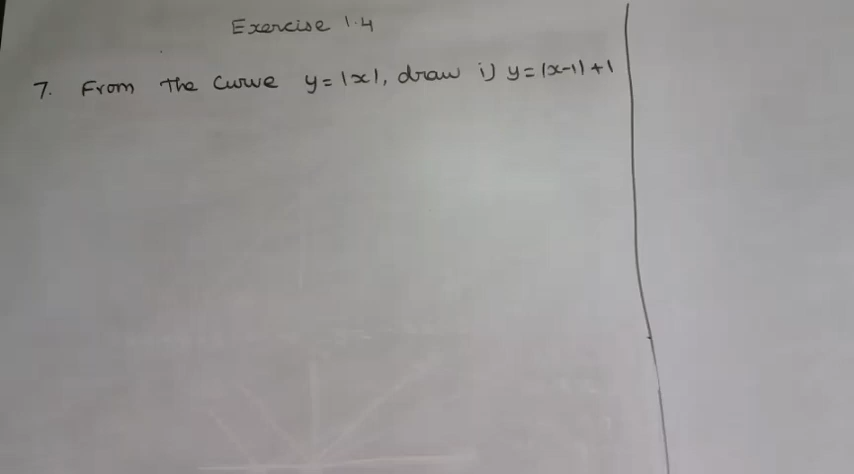 Exercise 1.4
7. From the curve y = |x|, draw i) y = |x-1| + 1